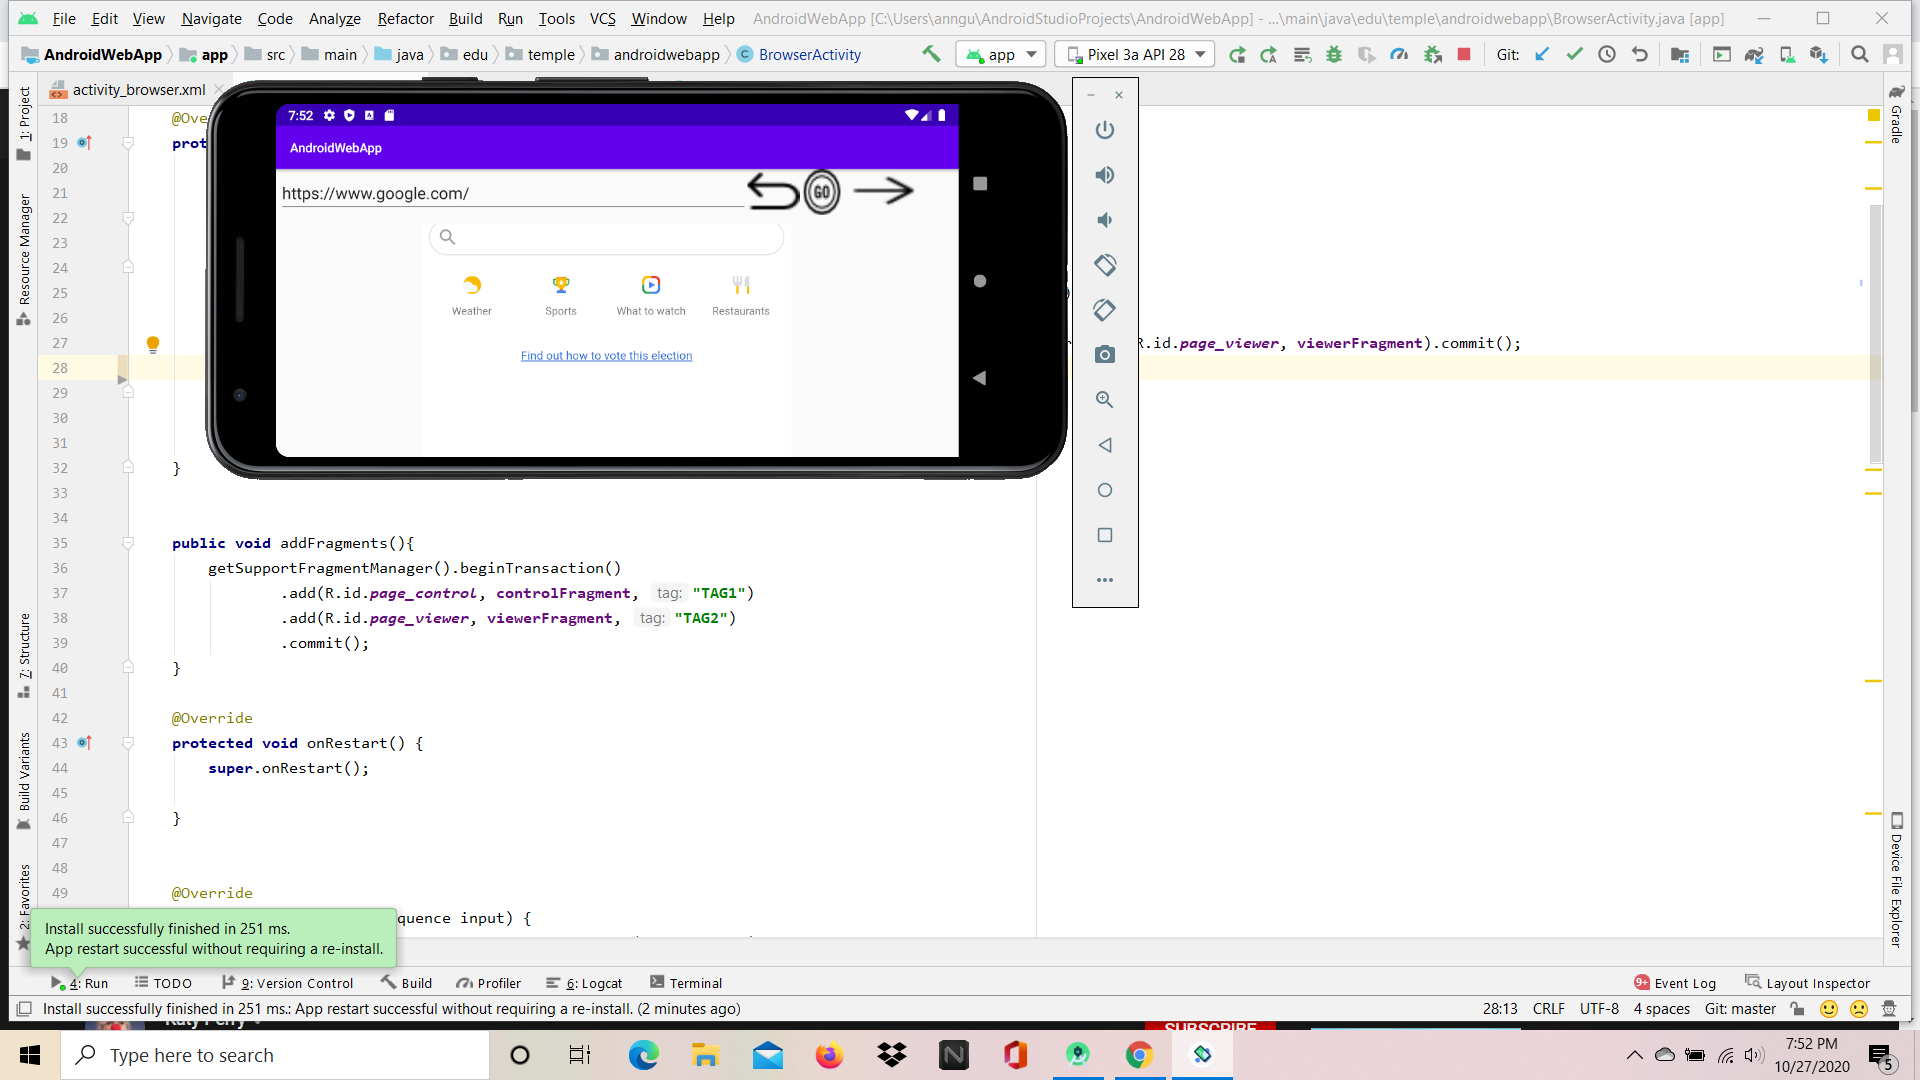 File Edit View Navigate Code Analyze Refactor Build Run Tools VCS Window Help AndroidWebApp [C:\Users\anngu\AndroidStudioProjects\AndroidWebApp] - ...\main\java\edu\temple\androidwebapp\BrowserActivity.java [app]
AndroidWebApp app src main java edu temple androidwebapp BrowserActivity app Pixel 3a API 28 Git:
activity_browser.xml
1: Project
Resource Manager
7: Structure
Build Variants
2: Favorites
Gradle
Device File Explorer
7:52
AndroidWebApp
https://www.google.com/
GO
Weather Sports What to watch Restaurants
Find out how to vote this election
18 @Ove
19 prot
20
21
22
23
24
25 )
26
27 R.id.page_viewer, viewerFragment).commit();
28
29
30
31
32 }
33
34
35 public void addFragments(){
36 getSupportFragmentManager().beginTransaction()
37 .add(R.id.page_control, controlFragment, tag: "TAG1")
38 .add(R.id.page_viewer, viewerFragment, tag: "TAG2")
39 .commit();
40 }
41
42 @Override
43 protected void onRestart() {
44 super.onRestart();
45
46 }
47
48
49 @Override
quence input) {
Install successfully finished in 251 ms.
App restart successful without requiring a re-install.
4: Run TODO 9: Version Control Build Profiler 6: Logcat Terminal 9+ Event Log Layout Inspector
Install successfully finished in 251 ms.: App restart successful without requiring a re-install. (2 minutes ago) 28:13 CRLF UTF-8 4 spaces Git: master
Katy Perry
SUBSCRIBE
Type here to search
7:52 PM
10/27/2020
5